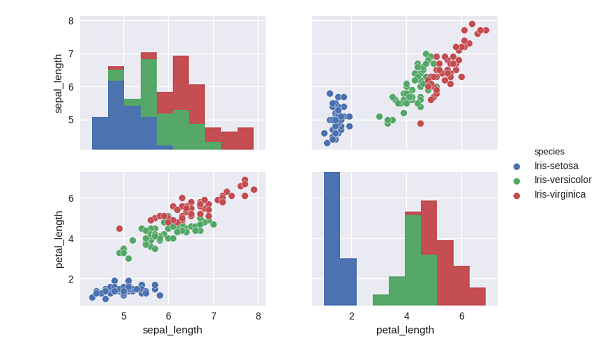 8
7
6
5
sepal_length
species
Iris-setosa
Iris-versicolor
Iris-virginica
6
4
2
petal_length
5 6 7 8
sepal_length
2 4 6
petal_length